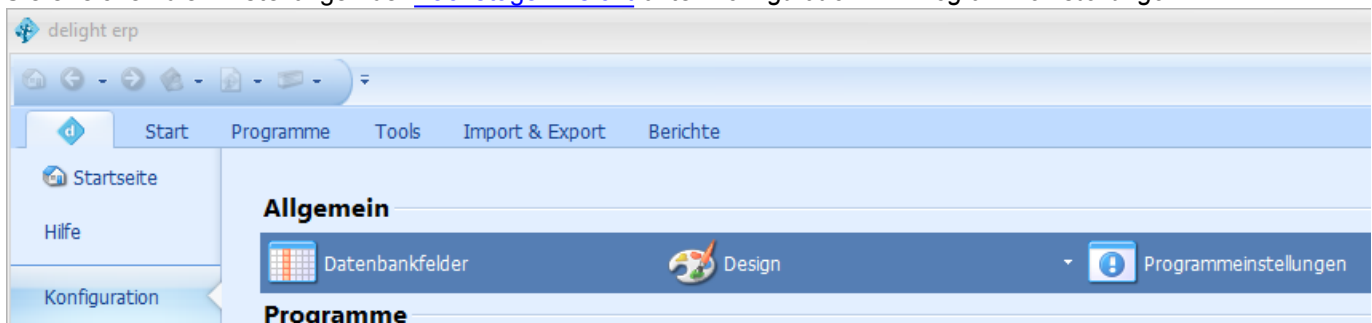 delight erp
Start Programme Tools Import & Export Berichte
Startseite
Allgemein
Hilfe
Datenbankfelder Design Programmeinstellungen
Konfiguration
Programme